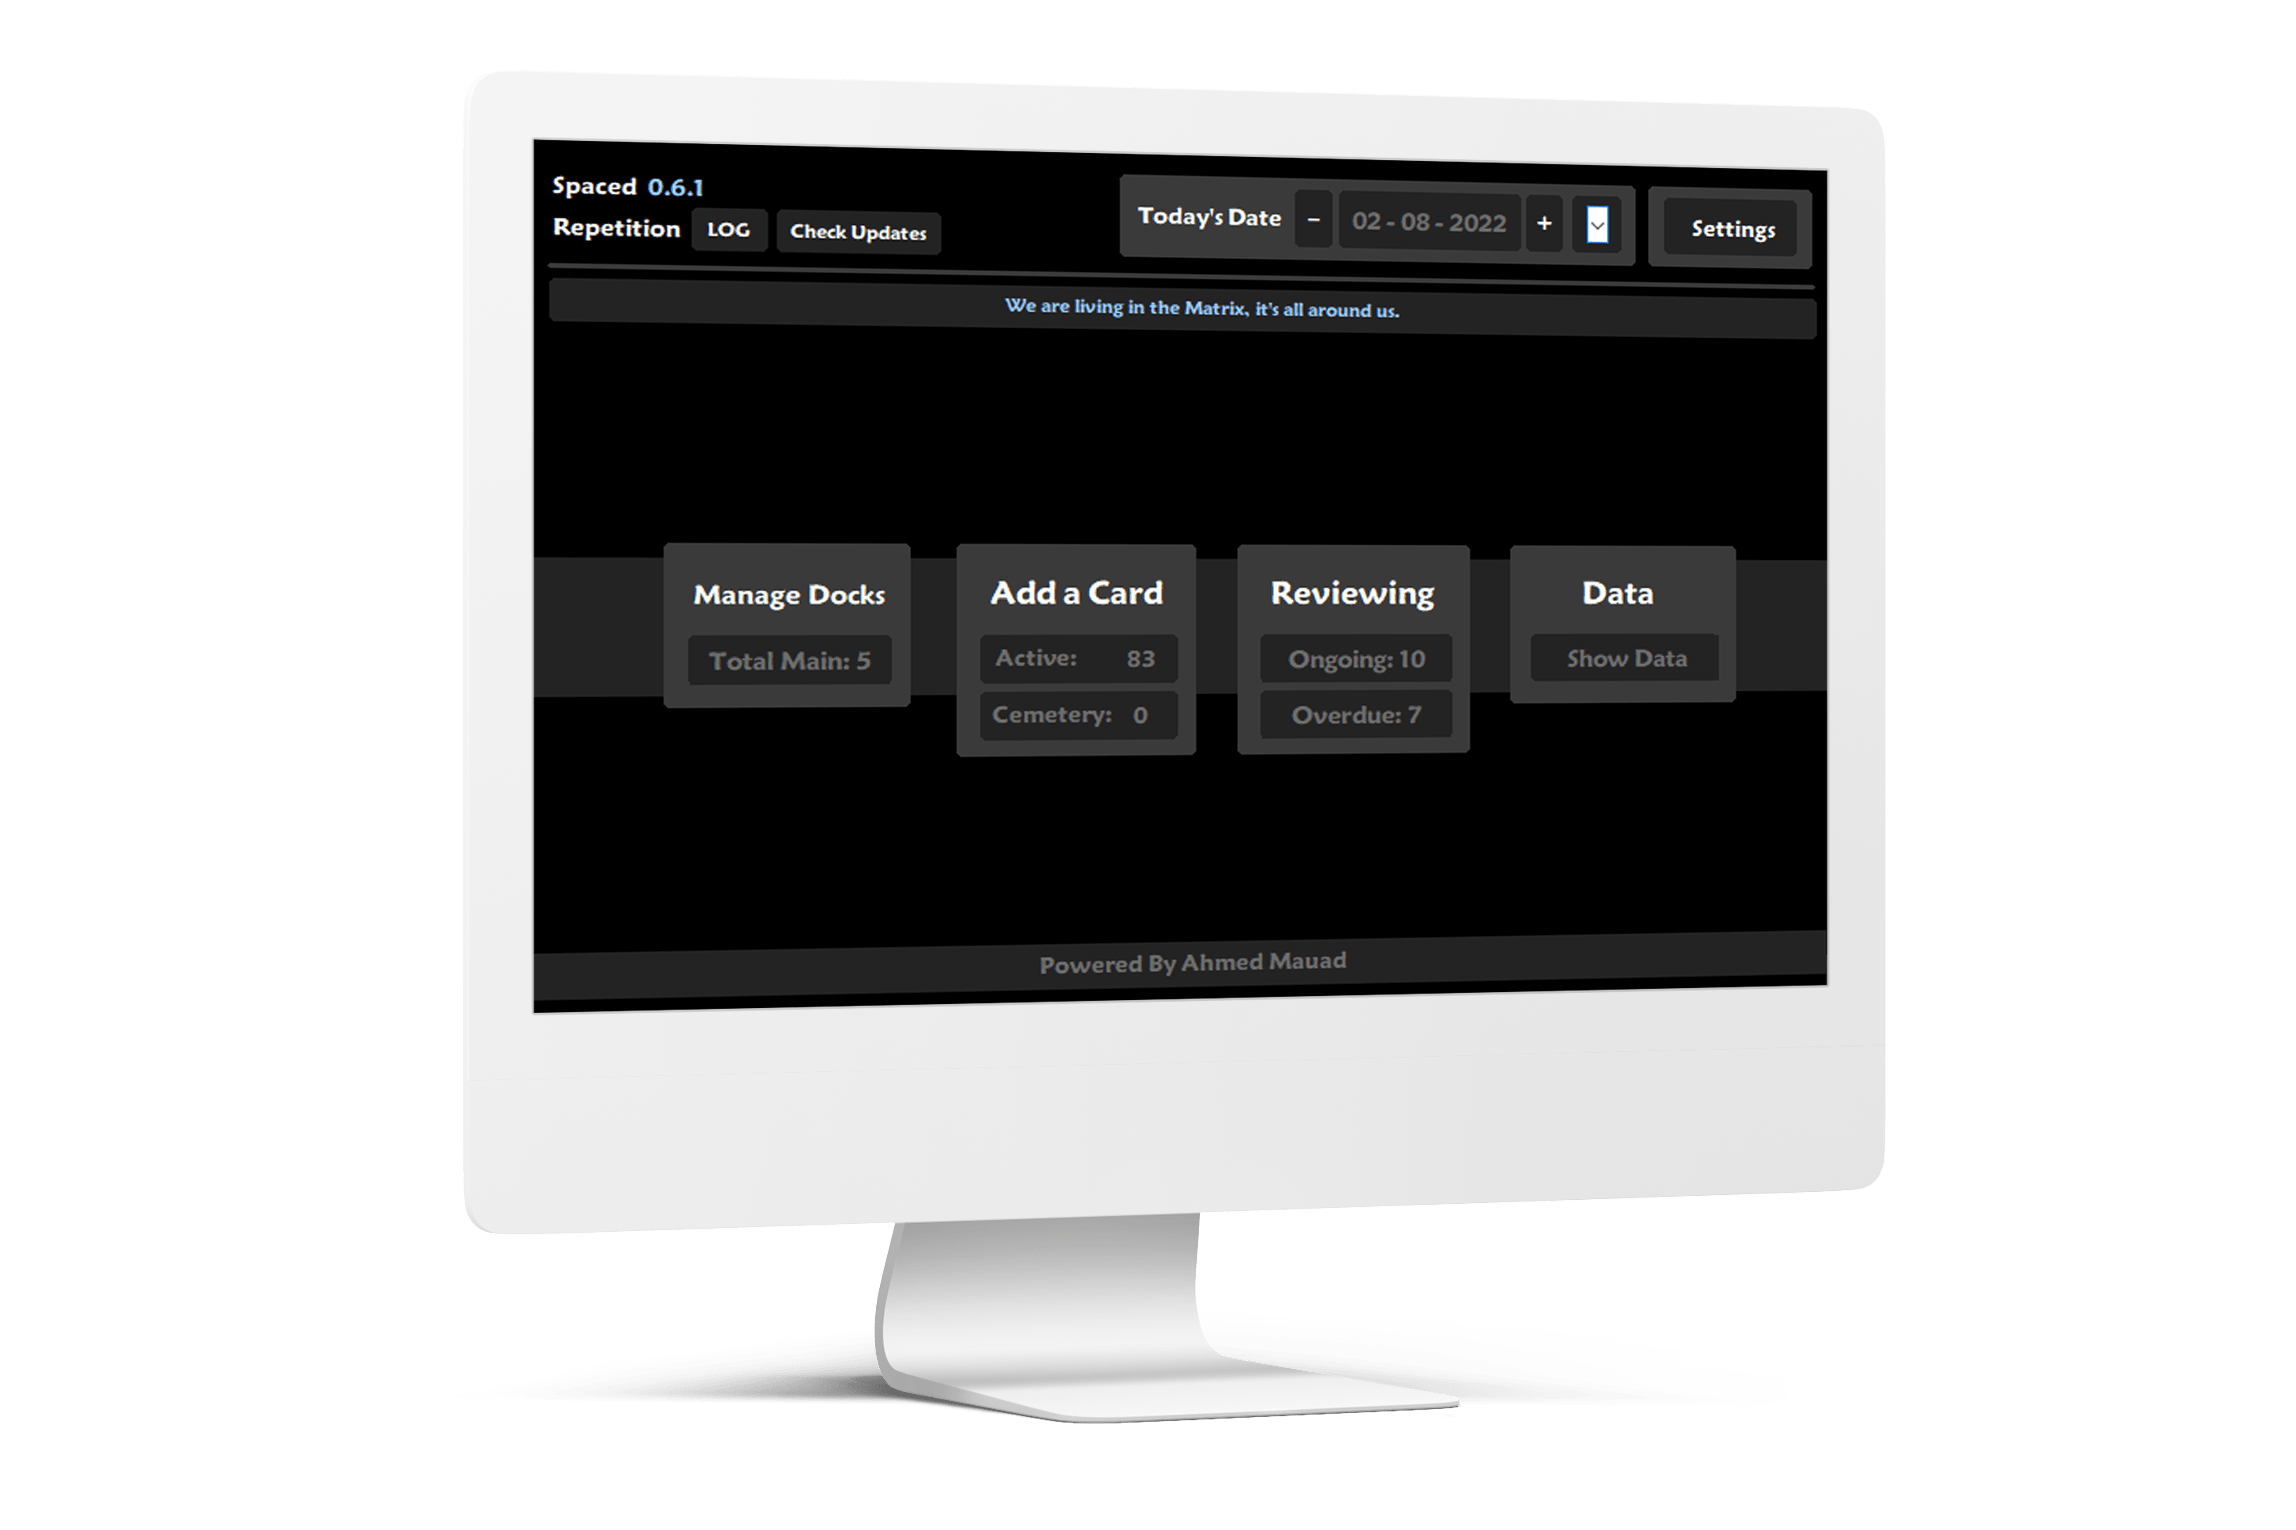 Spaced 0.6.1
Repetition LOG Check Updates
Today's Date - 02 - 08 - 2022 +
Settings
We are living in the Matrix, it's all around us.
Manage Docks
Total Main: 5
Add a Card
Active: 83
Cemetery: 0
Reviewing
Ongoing: 10
Overdue: 7
Data
Show Data
Powered By Ahmed Mauad